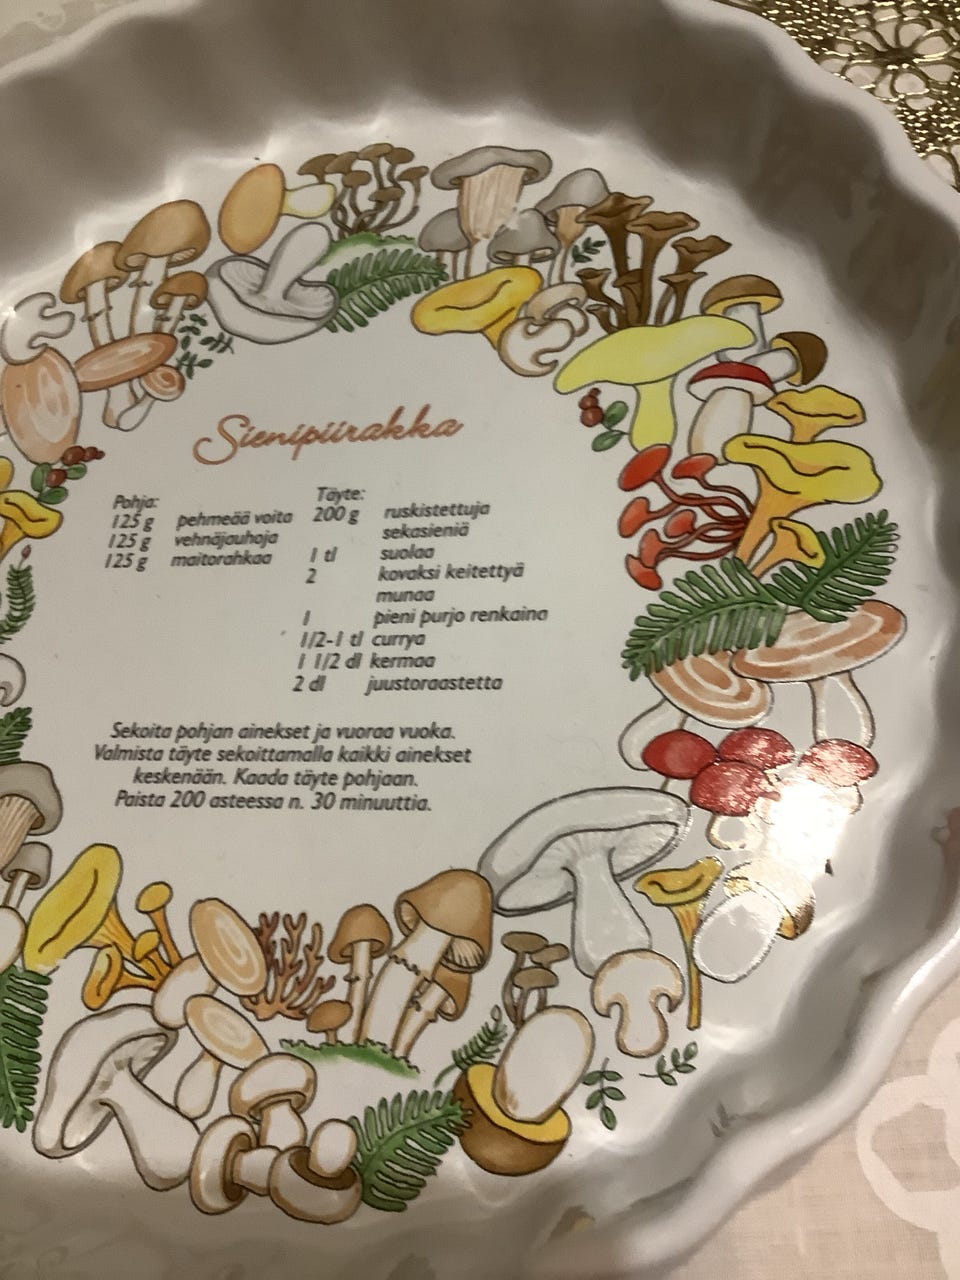 Sienipiirakka
Pohja:
125 g pehmeää voita
125 g vehnäjauhoja
125 g maitorahkaa
Täyte:
200 g ruskistettuja
sekasieniä
1 tl suolaa
2 kovaksi keitettyä
munaa
1 pieni purjo renkaina
1/2-1 tl currya
1 1/2 dl kermaa
2 dl juustoraastetta
Sekoita pohjan ainekset ja vuoraa vuoka.
Valmista täyte sekoittamalla kaikki ainekset
keskenään. Kaada täyte pohjaan.
Paista 200 asteessa n. 30 minuuttia.